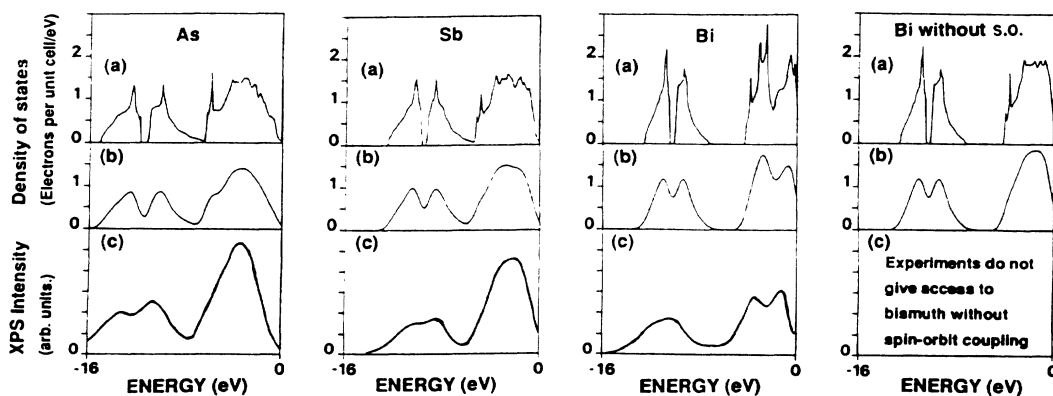 As
Sb
Bi
Bi without S.O.
Density of states
(Electrons per unit cell/eV)
2
1
0
(a)
2
1
0
(a)
2
1
0
(a)
2
1
0
(a)
1
0
(b)
1
0
(b)
1
0
(b)
1
0
(b)
XPS Intensity
(arb. units.)
0
(c)
0
(c)
0
(c)
0
(c)
Experiments do not
give access to
bismuth without
spin-orbit coupling
-16 0
ENERGY (eV)
-16 0
ENERGY (eV)
-16 0
ENERGY (eV)
-16 0
ENERGY (eV)